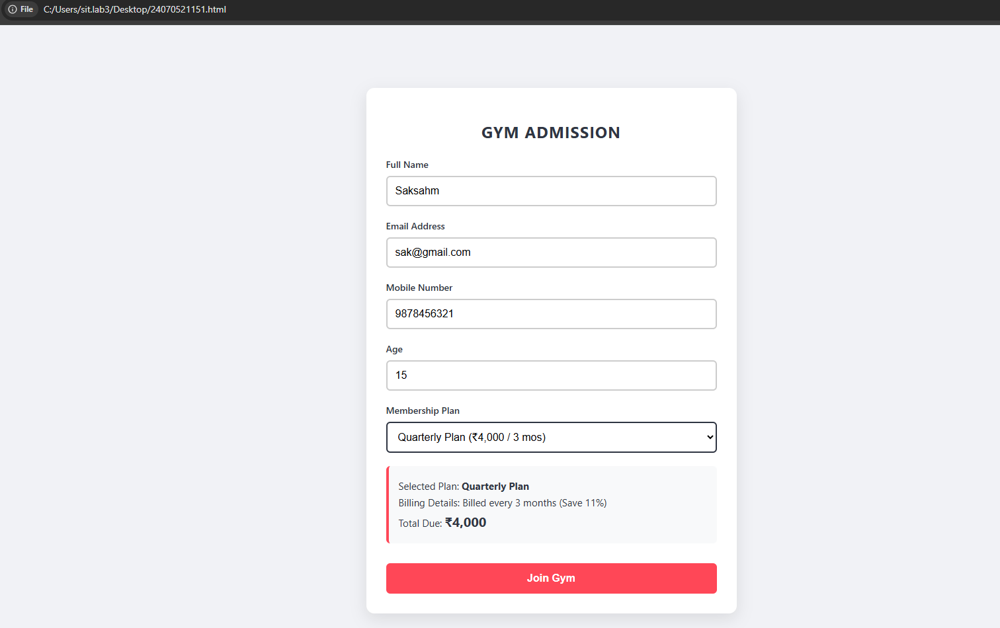 File C:/Users/sit.lab3/Desktop/24070521151.html
GYM ADMISSION
Full Name
Saksahm
Email Address
sak@gmail.com
Mobile Number
9878456321
Age
15
Membership Plan
Quarterly Plan (₹4,000 / 3 mos)
Selected Plan: Quarterly Plan
Billing Details: Billed every 3 months (Save 11%)
Total Due: ₹4,000
Join Gym